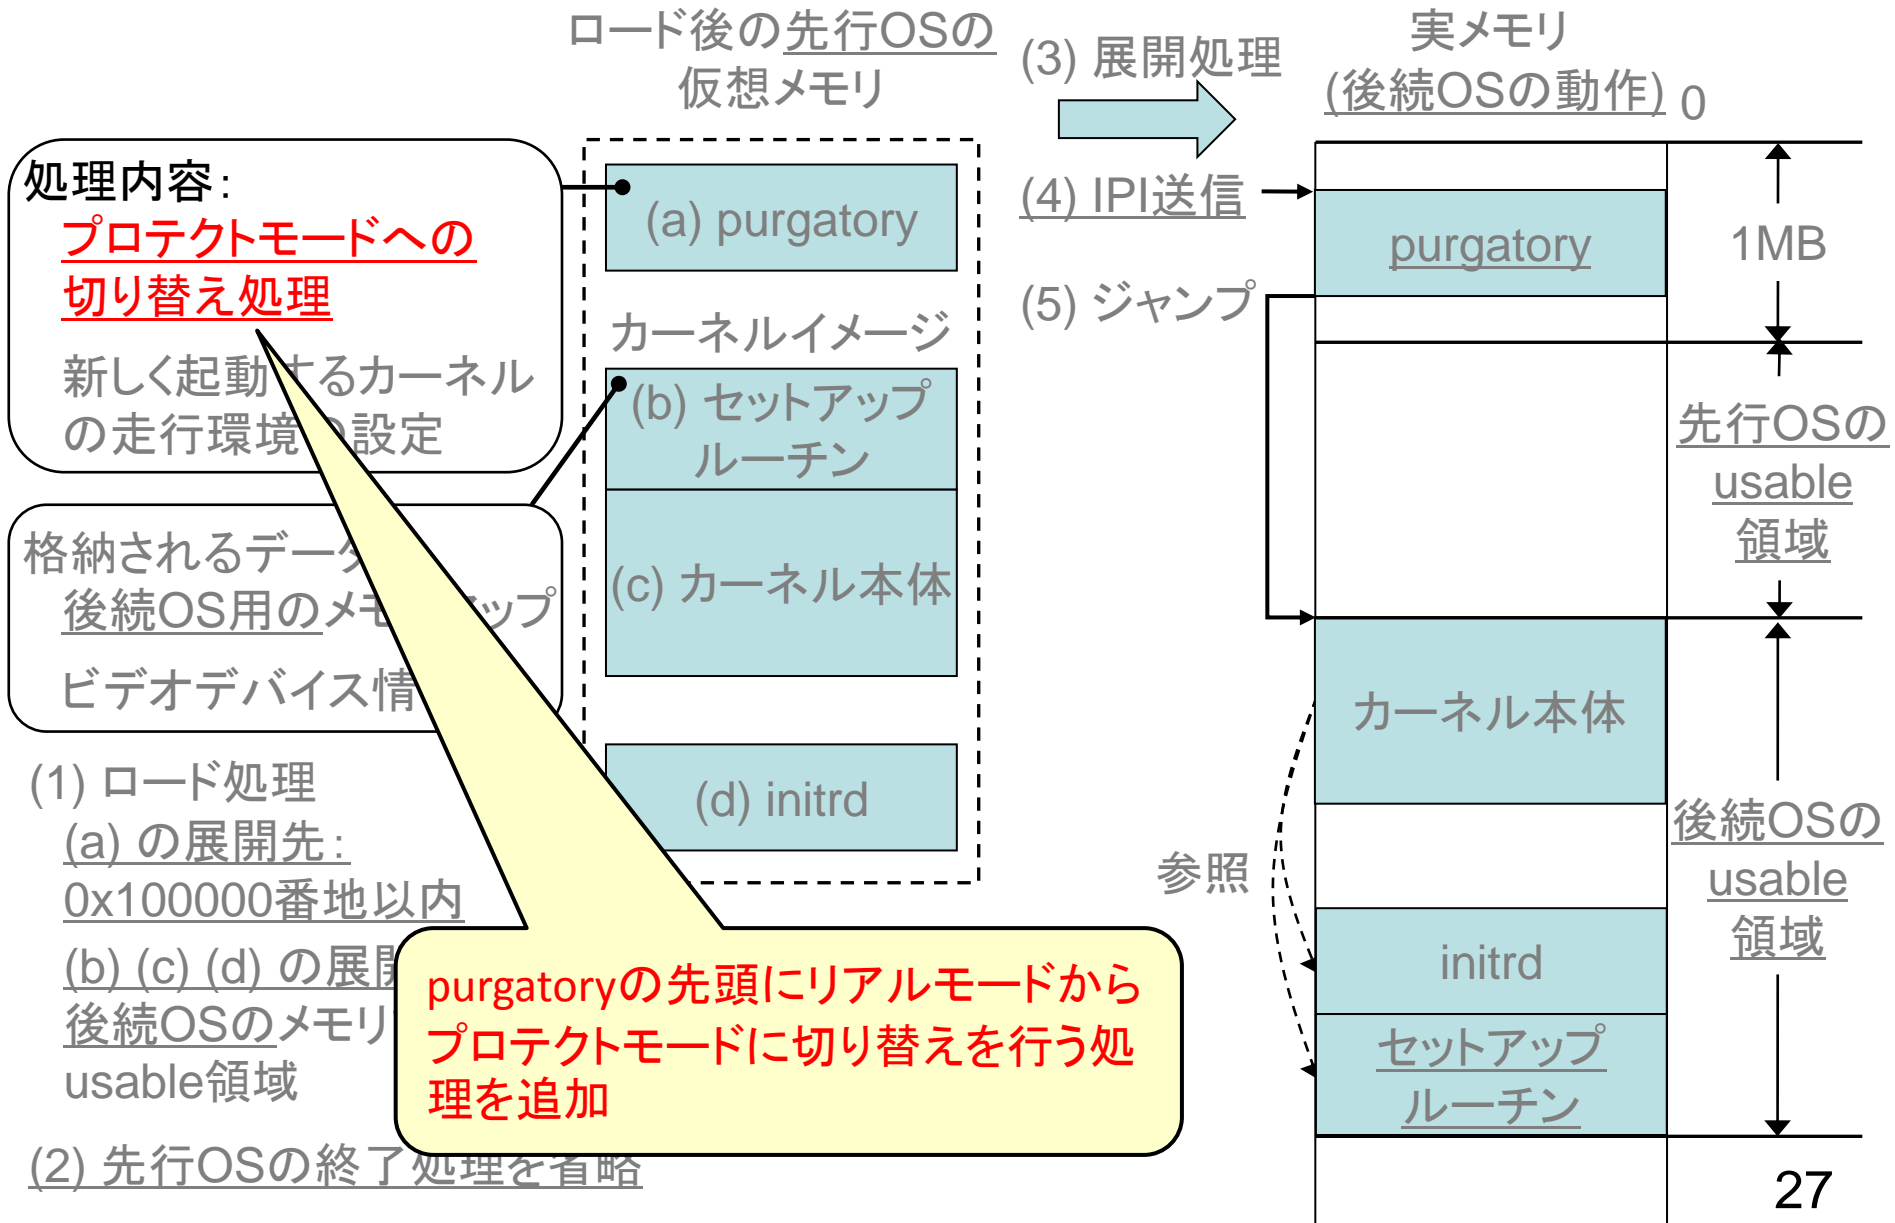 ロード後の先行OSの
仮想メモリ
(3) 展開処理
実メモリ
(後続OSの動作)
0
処理内容:
プロテクトモードへの
切り替え処理
新しく起動するカーネル
の走行環境の設定
(a) purgatory
カーネルイメージ
(b) セットアップ
ルーチン
(c) カーネル本体
(d) initrd
(4) IPI送信
(5) ジャンプ
purgatory
1MB
先行OSの
usable
領域
格納されるデータ
後続OS用のメモ ップ
ビデオデバイス情
カーネル本体
参照
initrd
セットアップ
ルーチン
後続OSの
usable
領域
(1) ロード処理
(a) の展開先:
0x100000番地以内
(b) (c) (d) の展開
後続OSのメモリ
usable領域
(2) 先行OSの終了処理を省略
purgatoryの先頭にリアルモードから
プロテクトモードに切り替えを行う処
理を追加
27